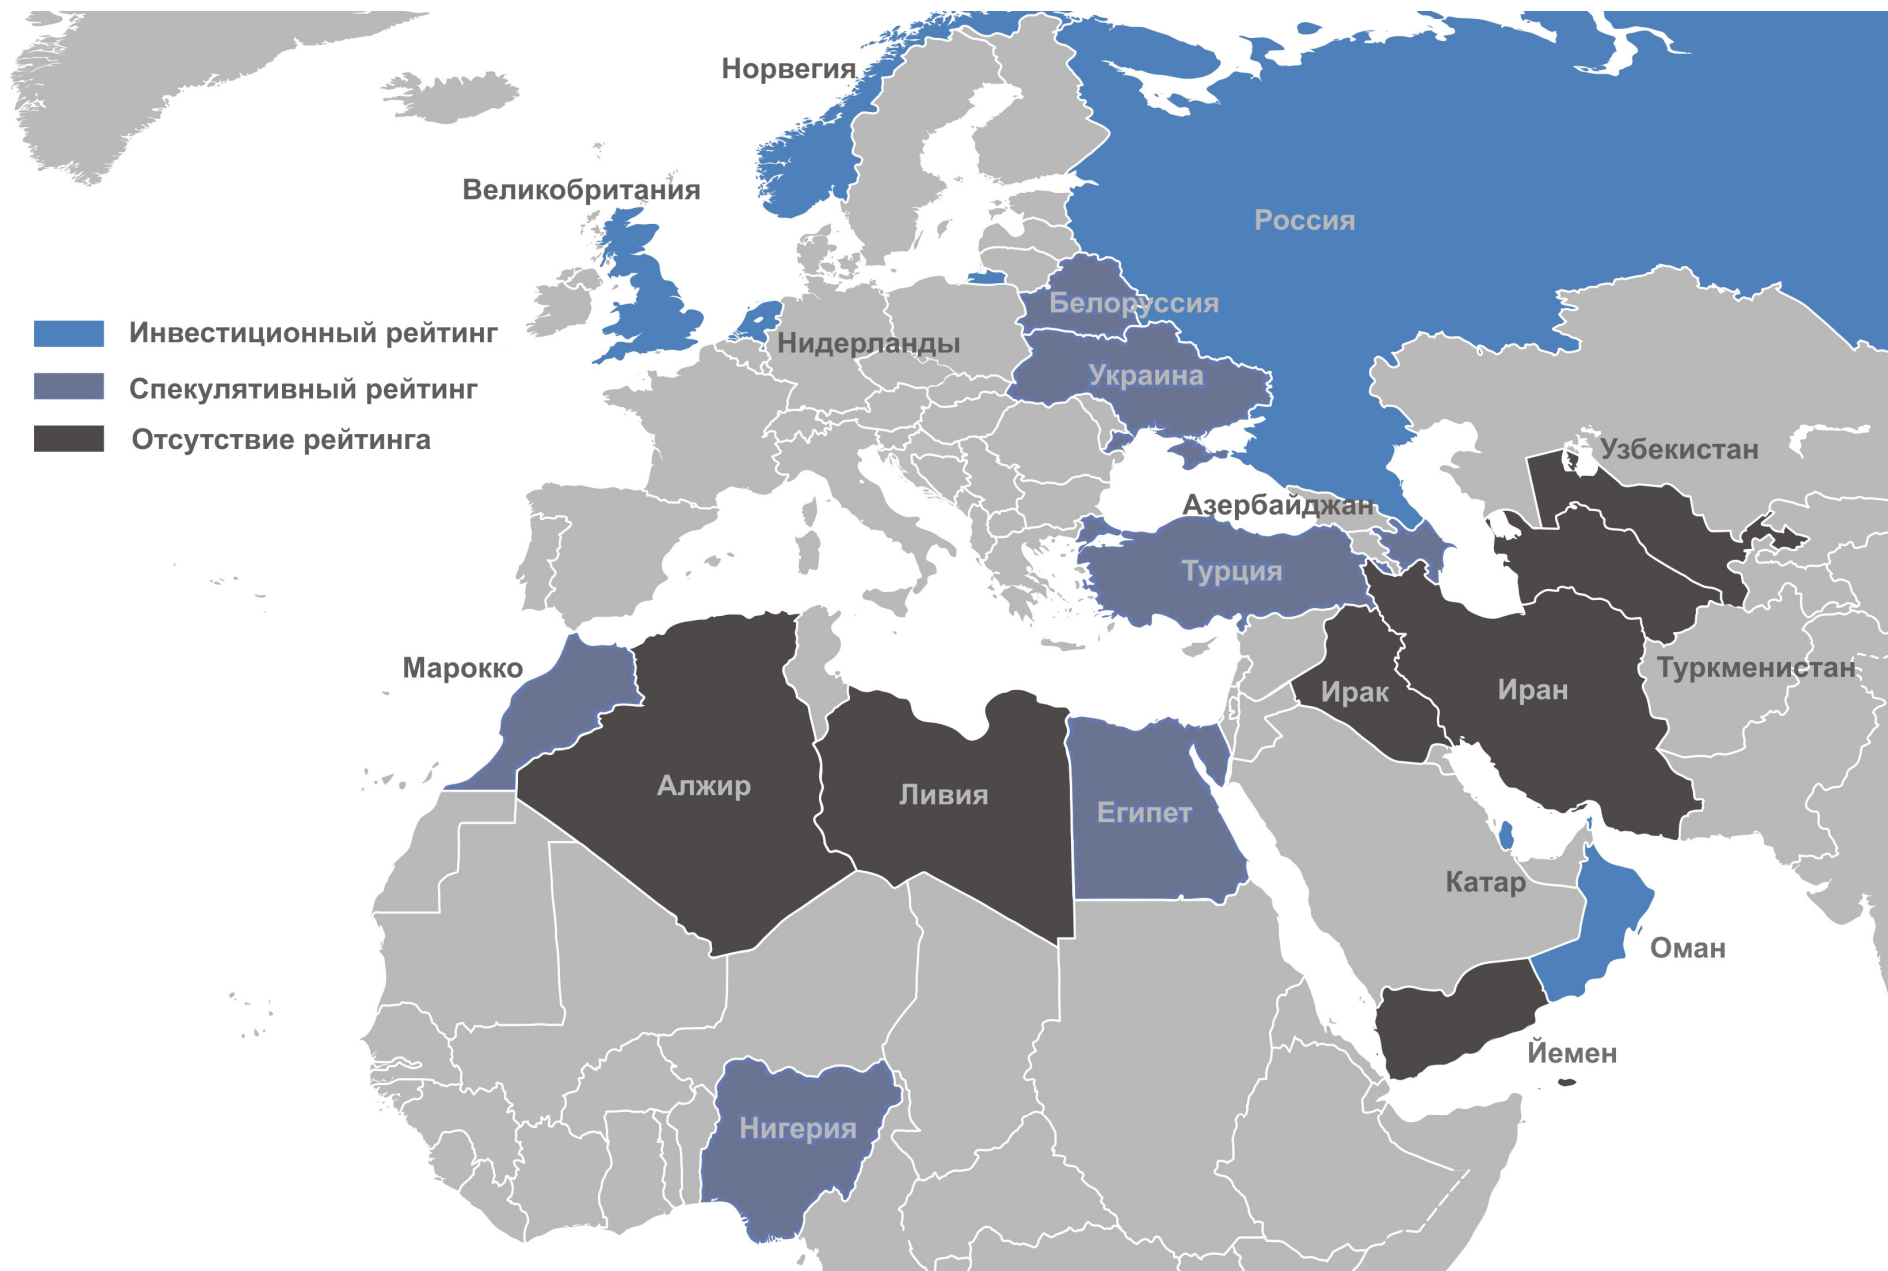 Норвегия
Великобритания
Россия
Белоруссия
Инвестиционный рейтинг
Нидерланды
Украина
Спекулятивный рейтинг
Отсутствие рейтинга
Узбекистан
Азербайджан
Турция
Марокко
Туркменистан
Ирак
Иран
Алжир
Ливия
Египет
Катар
Оман
Йемен
Нигерия